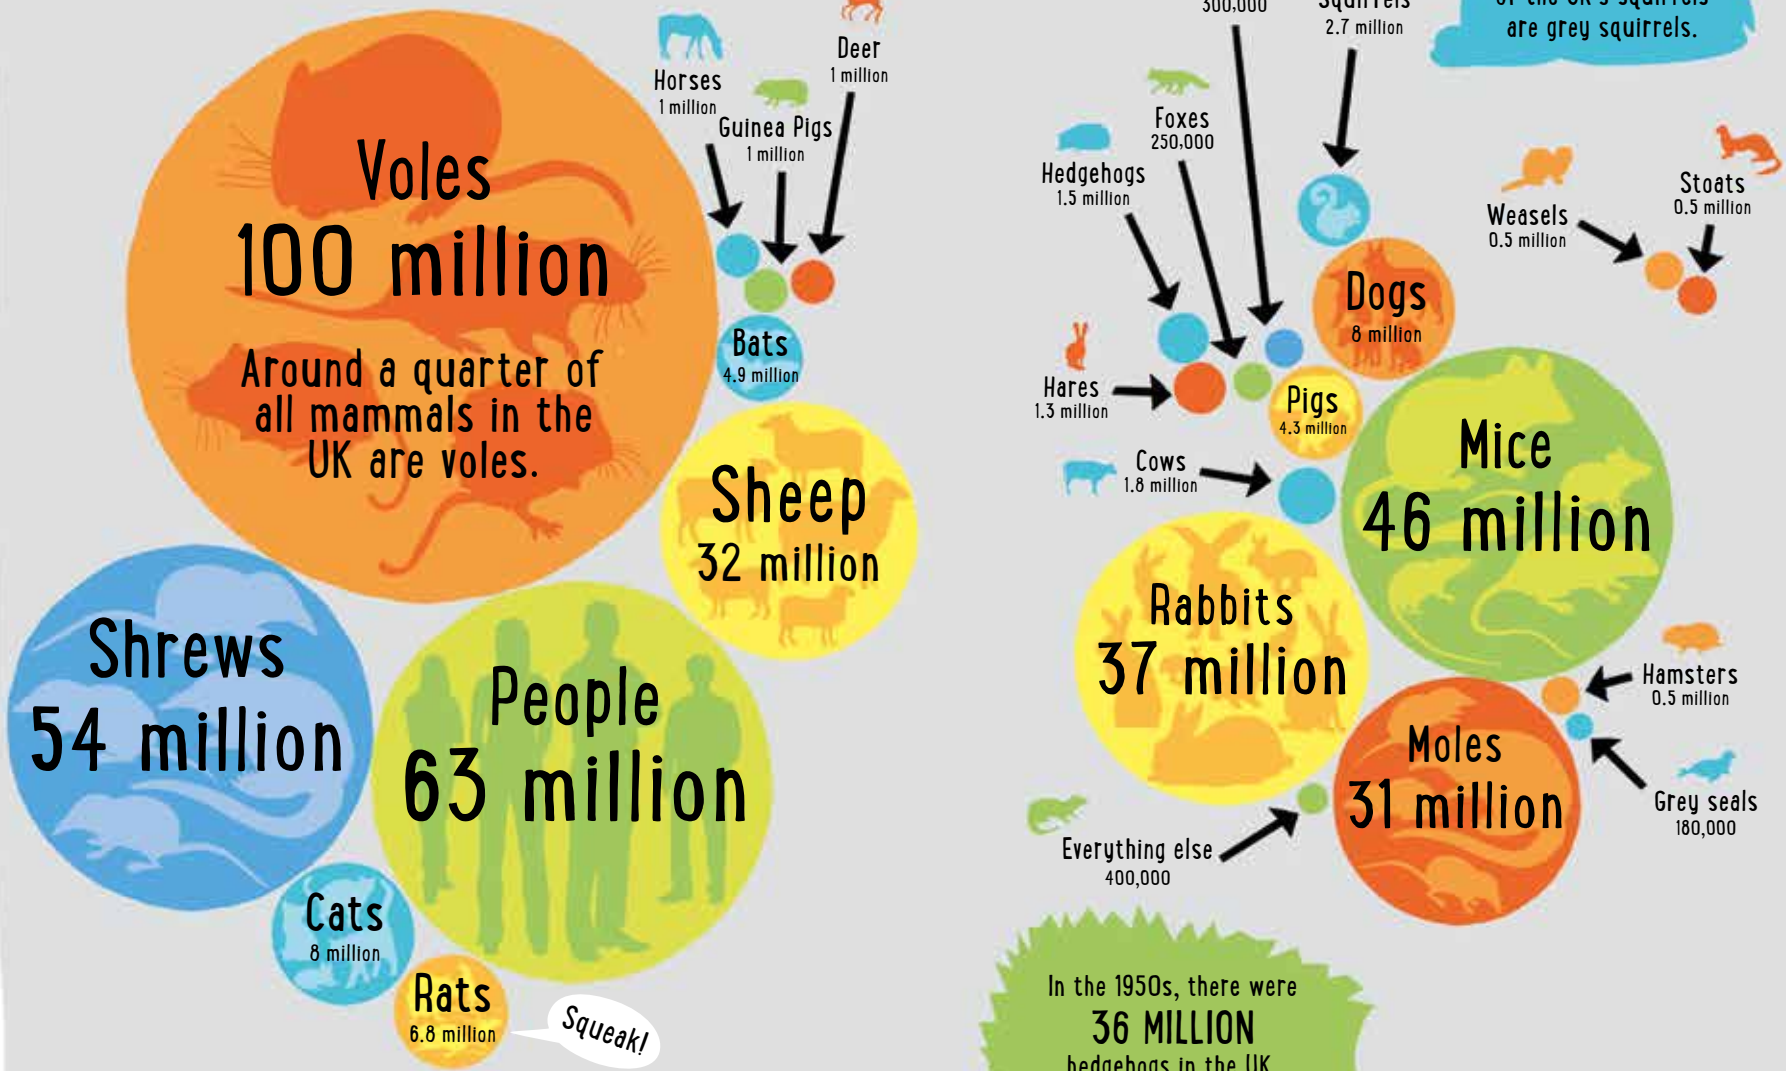 Voles
100 million
Around a quarter of
all mammals in the
UK are voles.
Horses
1 million
Guinea Pigs
1 million
Deer
1 million
Bats
4.9 million
Sheep
32 million
Shrews
54 million
People
63 million
Cats
8 million
Rats
6.8 million
Squeak!
300,000
Squirrels
2.7 million
of the UK's squirrels
are grey squirrels.
Foxes
250,000
Hedgehogs
1.5 million
Weasels
0.5 million
Stoats
0.5 million
Dogs
8 million
Hares
1.3 million
Pigs
4.3 million
Cows
1.8 million
Mice
46 million
Rabbits
37 million
Hamsters
0.5 million
Moles
31 million
Grey seals
180,000
Everything else
400,000
In the 1950s, there were
36 MILLION
hedgehogs in the UK